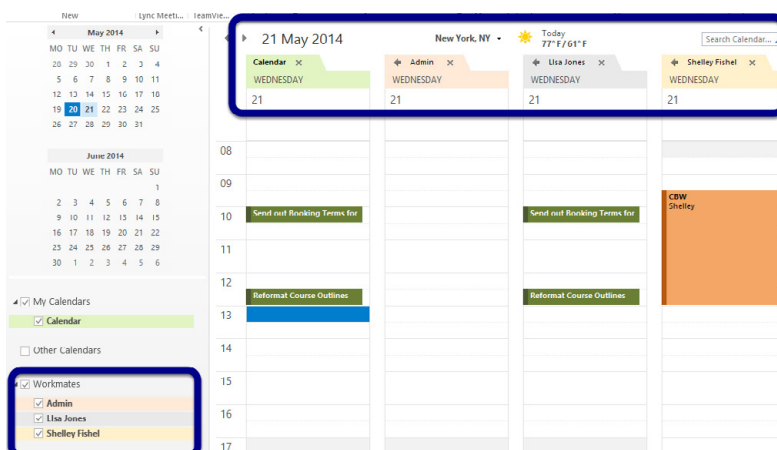 New Lync Meeti... TeamVie...
May 2014
MO TU WE TH FR SA SU
28 29 30 1 2 3 4
5 6 7 8 9 10 11
12 13 14 15 16 17 18
19 20 21 22 23 24 25
26 27 28 29 30 31
June 2014
MO TU WE TH FR SA SU
1
2 3 4 5 6 7 8
9 10 11 12 13 14 15
16 17 18 19 20 21 22
23 24 25 26 27 28 29
30 1 2 3 4 5 6
My Calendars
Calendar
Other Calendars
Workmates
Admin
LIsa Jones
Shelley Fishel
21 May 2014 New York, NY Today
77°F/61°F
Search Calendar...
Calendar Admin LIsa Jones Shelley Fishel
WEDNESDAY WEDNESDAY WEDNESDAY WEDNESDAY
21 21 21 21
08
09
CBW
Shelley
10 Send out Booking Terms for Send out Booking Terms for
11
12
Reformat Course Outlines Reformat Course Outlines
13
14
15
16
17